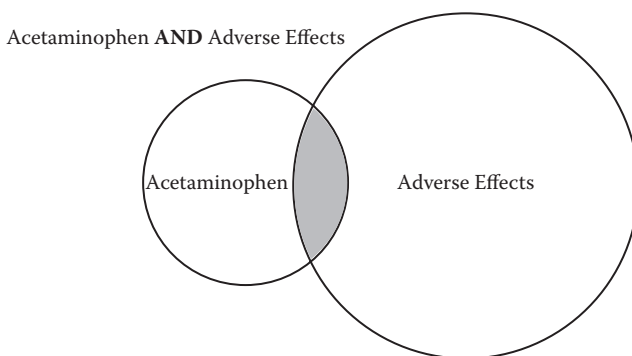 Acetaminophen AND Adverse Effects
Acetaminophen
Adverse Effects